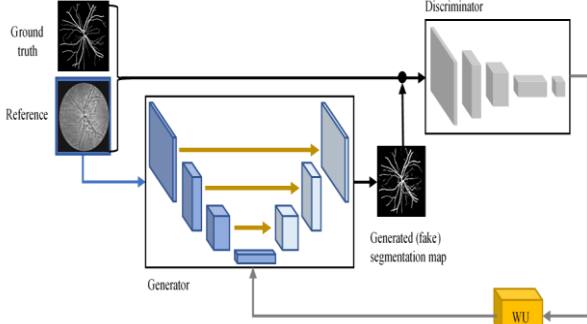 Discriminator
Ground
truth
Reference
Generated (fake)
segmentation map
Generator
WU